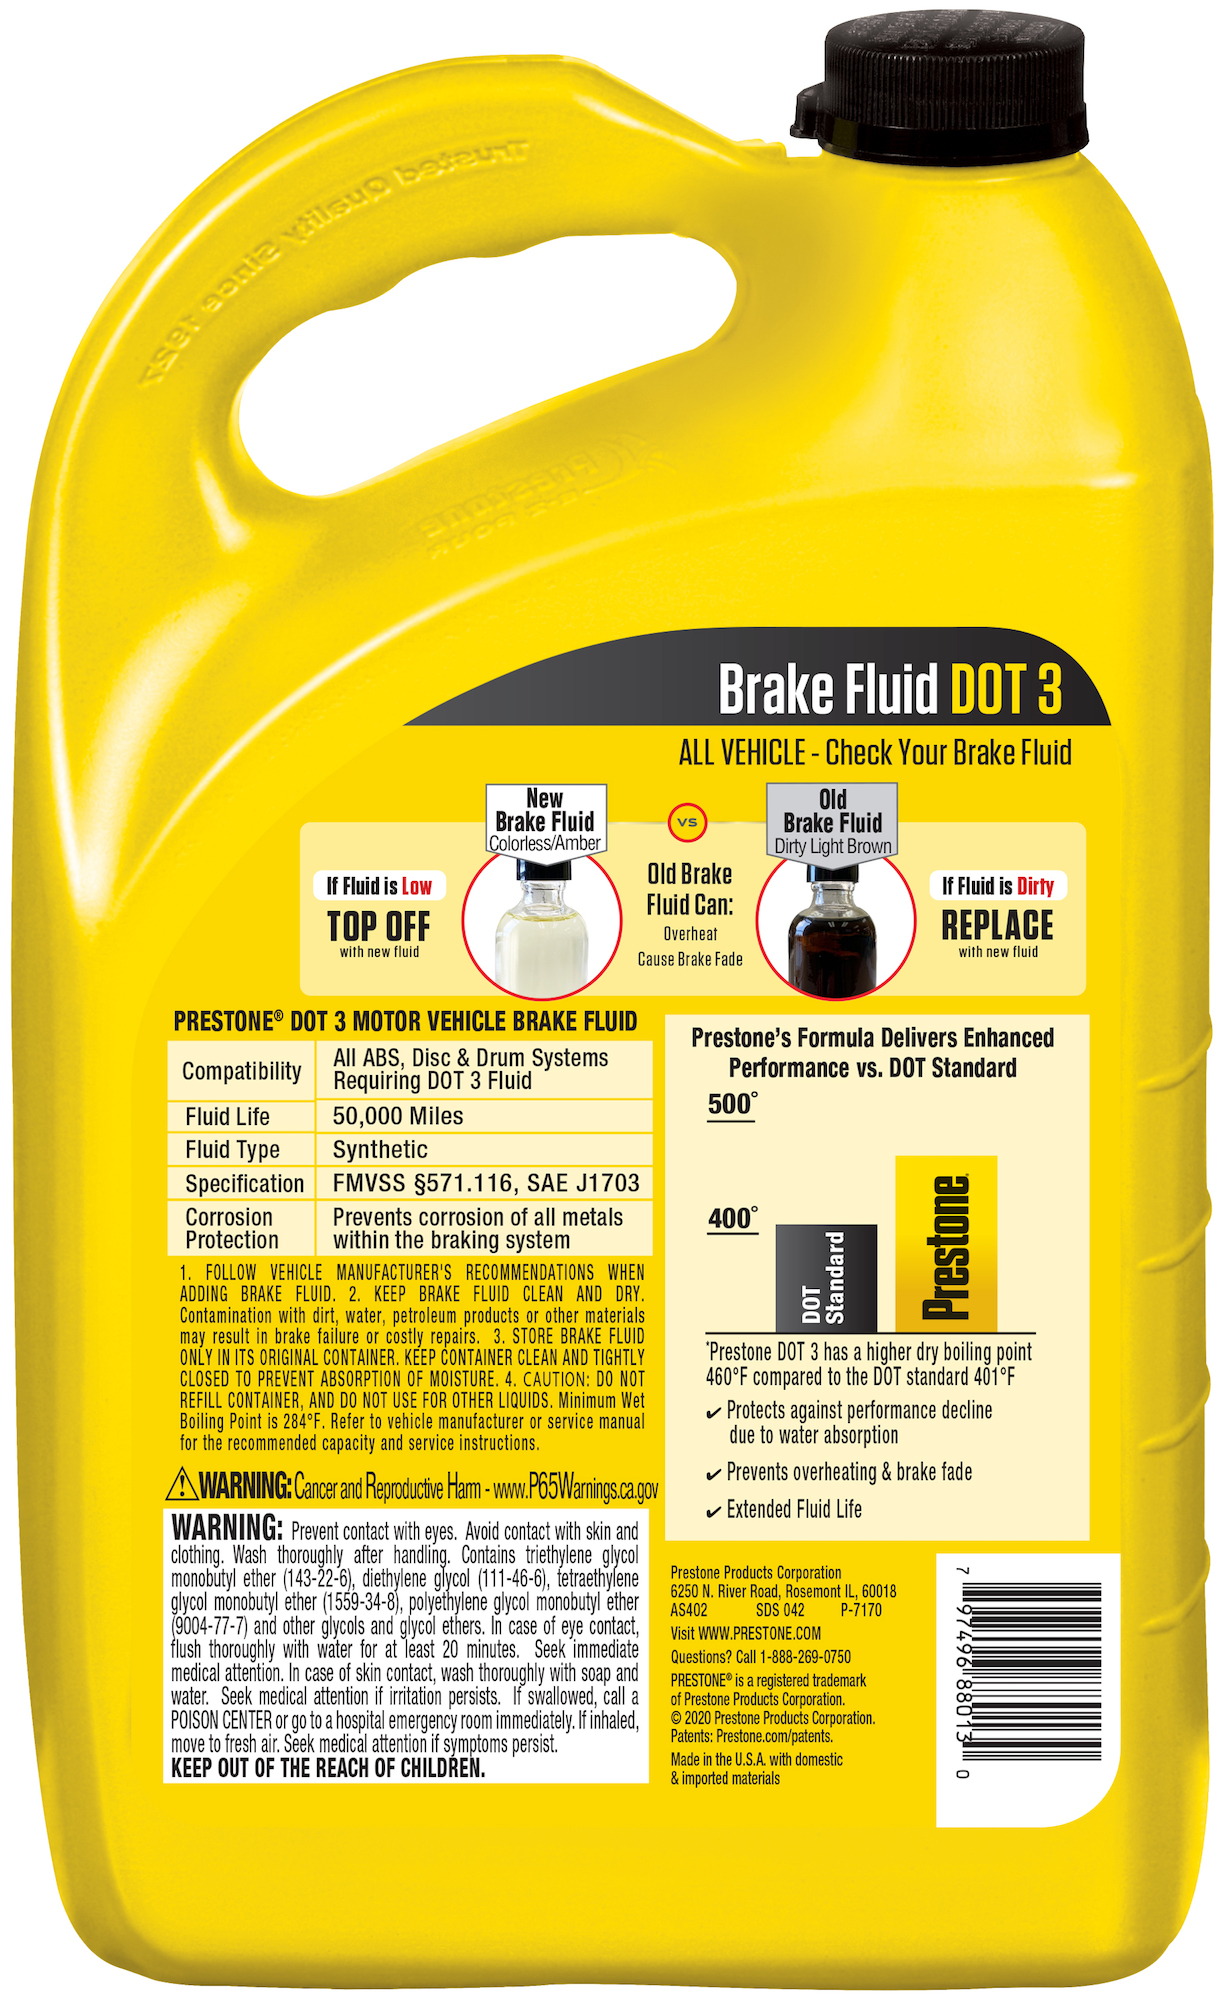 Trusted Quality Since 1927
Prestone
Brake Fluid DOT 3
ALL VEHICLE - Check Your Brake Fluid
New
Brake Fluid
Colorless/Amber
VS
Old
Brake Fluid
Dirty Light Brown
If Fluid is Low
TOP OFF
with new fluid
Old Brake
Fluid Can:
Overheat
Cause Brake Fade
If Fluid is Dirty
REPLACE
with new fluid
PRESTONE® DOT 3 MOTOR VEHICLE BRAKE FLUID
Compatibility
All ABS, Disc & Drum Systems
Requiring DOT 3 Fluid
Fluid Life
50,000 Miles
Fluid Type
Synthetic
Specification
FMVSS §571.116, SAE J1703
Corrosion
Protection
Prevents corrosion of all metals
within the braking system
1. FOLLOW VEHICLE MANUFACTURER'S RECOMMENDATIONS WHEN
ADDING BRAKE FLUID. 2. KEEP BRAKE FLUID CLEAN AND DRY.
Contamination with dirt, water, petroleum products or other materials
may result in brake failure or costly repairs. 3. STORE BRAKE FLUID
ONLY IN ITS ORIGINAL CONTAINER. KEEP CONTAINER CLEAN AND TIGHTLY
CLOSED TO PREVENT ABSORPTION OF MOISTURE. 4. CAUTION: DO NOT
REFILL CONTAINER, AND DO NOT USE FOR OTHER LIQUIDS. Minimum Wet
Boiling Point is 284°F. Refer to vehicle manufacturer or service manual
for the recommended capacity and service instructions.
WARNING: Cancer and Reproductive Harm - www.P65Warnings.ca.gov
WARNING: Prevent contact with eyes. Avoid contact with skin and
clothing. Wash thoroughly after handling. Contains triethylene glycol
monobutyl ether (143-22-6), diethylene glycol (111-46-6), tetraethylene
glycol monobutyl ether (1559-34-8), polyethylene glycol monobutyl ether
(9004-77-7) and other glycols and glycol ethers. In case of eye contact,
flush thoroughly with water for at least 20 minutes. Seek immediate
medical attention. In case of skin contact, wash thoroughly with soap and
water. Seek medical attention if irritation persists. If swallowed, call a
POISON CENTER or go to a hospital emergency room immediately. If inhaled,
move to fresh air. Seek medical attention if symptoms persist.
KEEP OUT OF THE REACH OF CHILDREN.
Prestone's Formula Delivers Enhanced
Performance vs. DOT Standard
500°
400°
DOT
Standard
Prestone
*Prestone DOT 3 has a higher dry boiling point
460°F compared to the DOT standard 401°F
✔ Protects against performance decline
due to water absorption
✔ Prevents overheating & brake fade
✔ Extended Fluid Life
Prestone Products Corporation
6250 N. River Road, Rosemont IL, 60018
AS402 SDS 042 P-7170
Visit WWW.PRESTONE.COM
Questions? Call 1-888-269-0750
PRESTONE® is a registered trademark
of Prestone Products Corporation.
© 2020 Prestone Products Corporation.
Patents: Prestone.com/patents.
Made in the U.S.A. with domestic
& imported materials
7 97496 88013 0